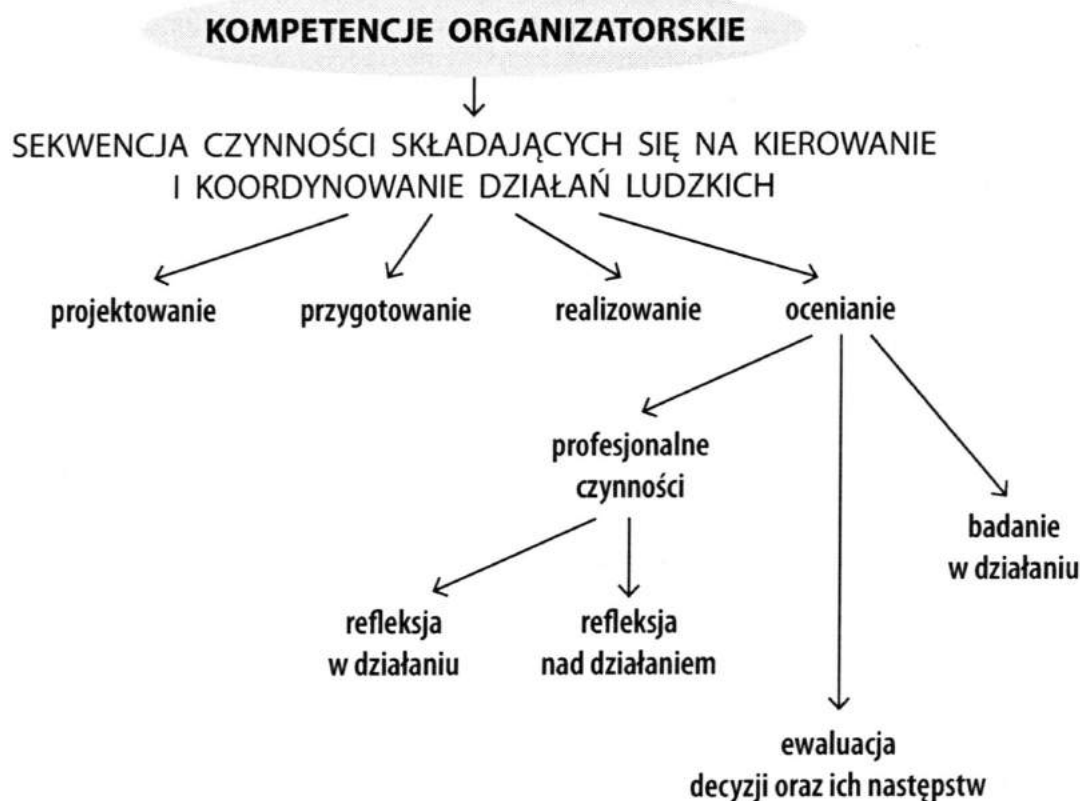 KOMPETENCJE ORGANIZATORSKIE
SEKWENCJA CZYNNOŚCI SKŁADAJĄCYCH SIĘ NA KIEROWANIE
I KOORDYNOWANIE DZIAŁAŃ LUDZKICH
projektowanie
przygotowanie
realizowanie
ocenianie
profesjonalne
czynności
badanie
w działaniu
refleksja
w działaniu
refleksja
nad działaniem
ewaluacja
decyzji oraz ich następstw